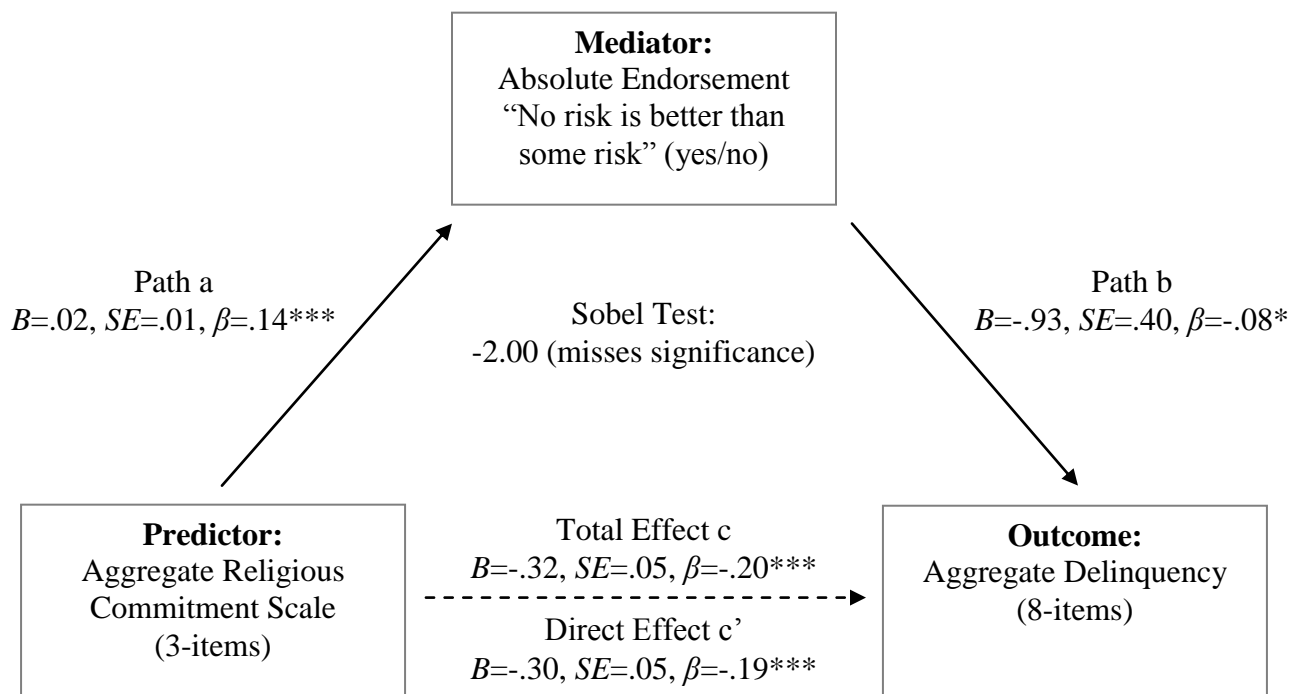 Mediator:
Absolute Endorsement
“No risk is better than
some risk” (yes/no)
Path a
B=.02, SE=.01, β=.14***
Sobel Test:
-2.00 (misses significance)
Path b
B=-.93, SE=.40, β=-.08*
Predictor:
Aggregate Religious
Commitment Scale
(3-items)
Total Effect c
B=-.32, SE=.05, β=-.20***
Direct Effect c’
B=-.30, SE=.05, β=-.19***
Outcome:
Aggregate Delinquency
(8-items)